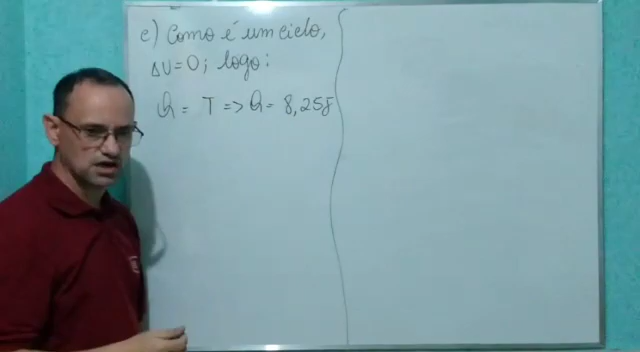 e) Como é um ciclo,
ΔU=0; logo:
Q = T => Q = 8,25J